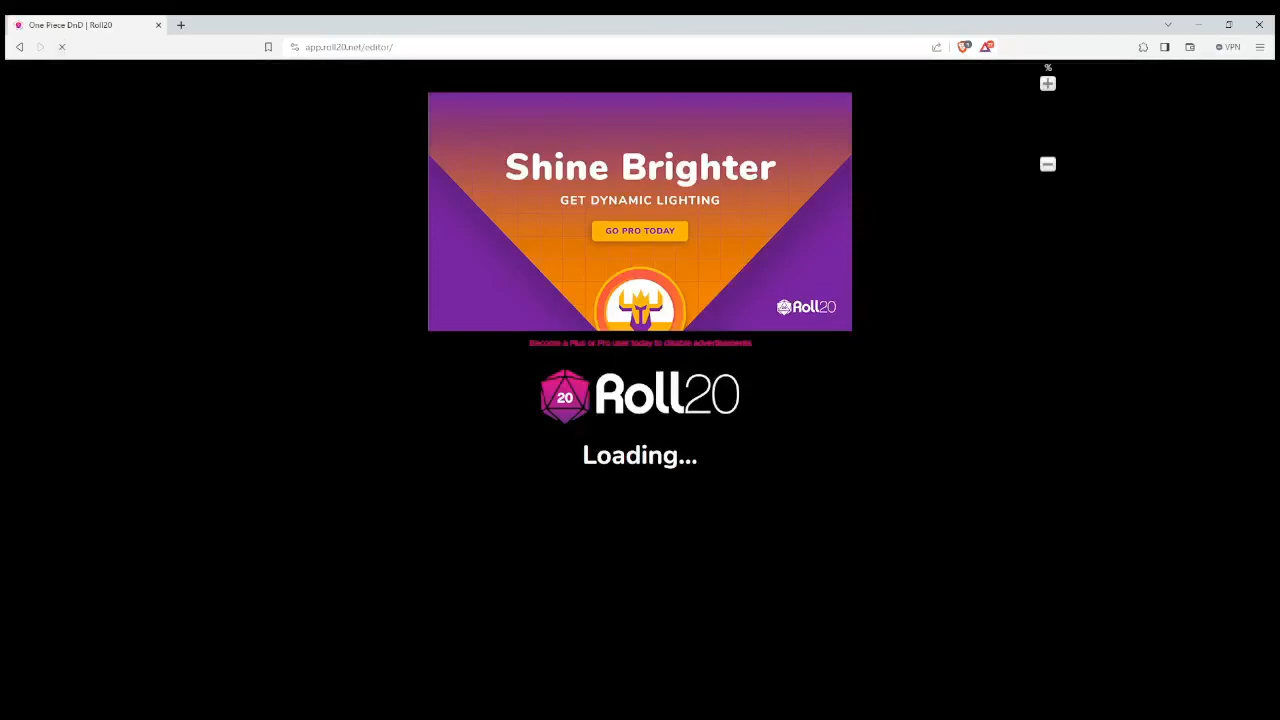 One Piece DnD | Roll20
app.roll20.net/editor/
VPN
%
Shine Brighter
GET DYNAMIC LIGHTING
GO PRO TODAY
Roll20
Become a Plus or Pro user today to disable advertisements
20 Roll20
Loading...